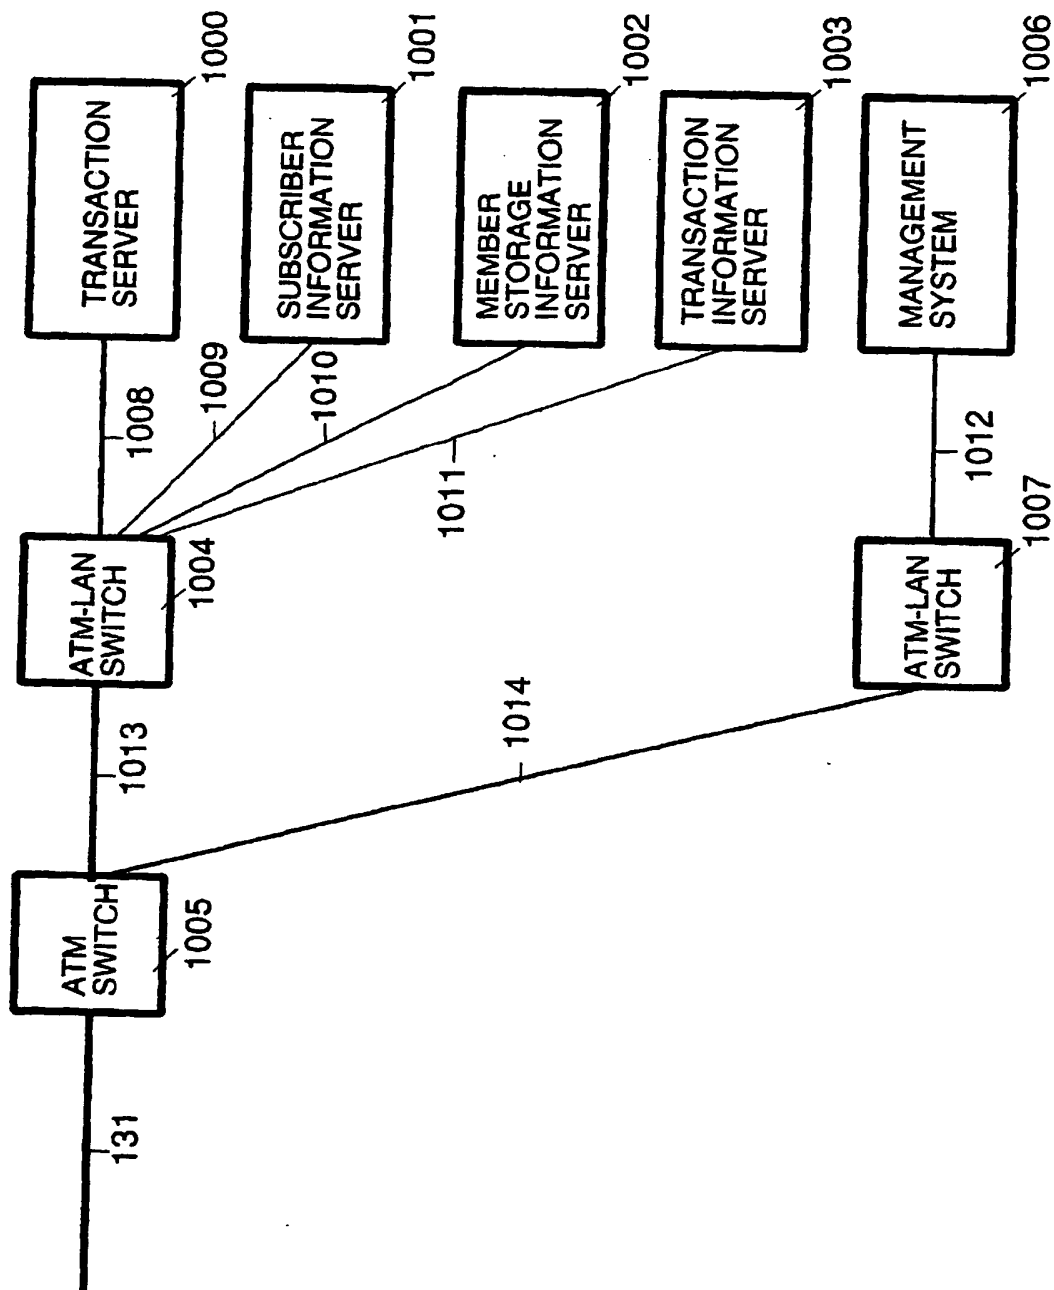 TRANSACTION
SERVER
1000
SUBSCRIBER
INFORMATION
SERVER
1001
MEMBER
STORAGE
INFORMATION
SERVER
1002
TRANSACTION
INFORMATION
SERVER
1003
MANAGEMENT
SYSTEM
1006
1008
1009
1010
1011
1012
ATM-LAN
SWITCH
1004
ATM-LAN
SWITCH
1007
1013
1014
ATM
SWITCH
1005
131